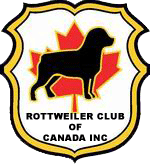 ROTTWEILER CLUB
OF
CANADA INC